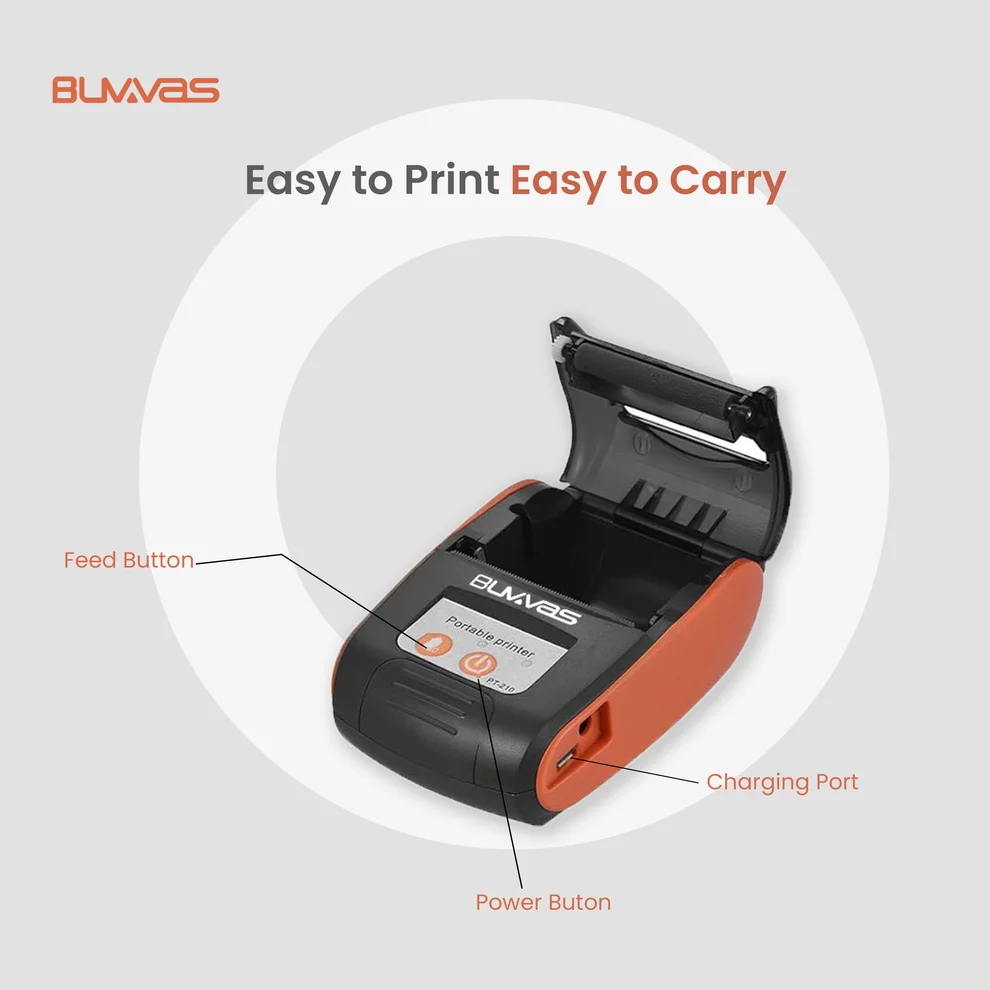 BUVVAS
Easy to Print Easy to Carry
Feed Button
BUVVAS
Portable printer
PT-210
Charging Port
Power Buton